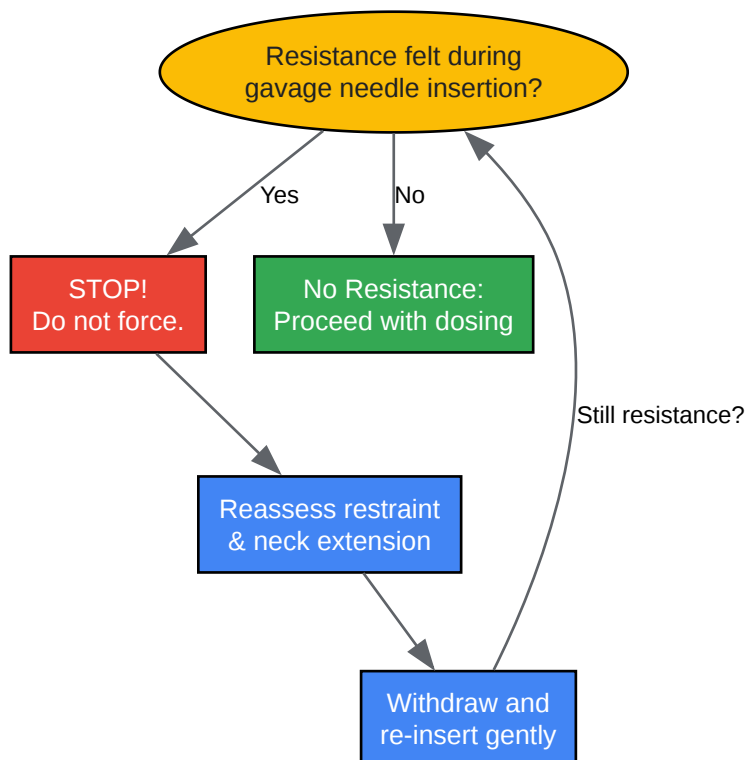 Resistance felt during
gavage needle insertion?
Yes
No
STOP!
Do not force.
No Resistance:
Proceed with dosing
Still resistance?
Reassess restraint
& neck extension
Withdraw and
re-insert gently